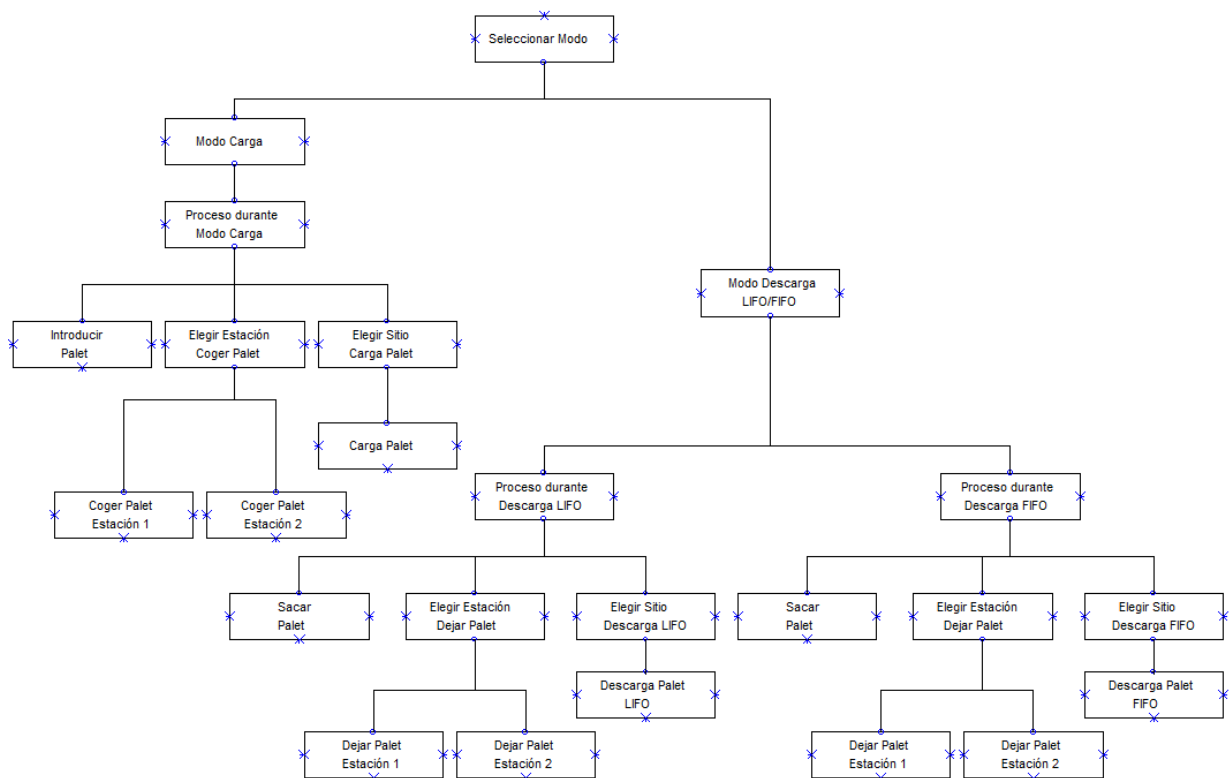 Seleccionar Modo
Modo Carga
Proceso durante
Modo Carga
Modo Descarga
LIFO/FIFO
Introducir
Palet
Elegir Estación
Coger Palet
Elegir Sitio
Carga Palet
Carga Palet
Coger Palet
Estación 1
Coger Palet
Estación 2
Proceso durante
Descarga LIFO
Proceso durante
Descarga FIFO
Sacar
Palet
Elegir Estación
Dejar Palet
Elegir Sitio
Descarga LIFO
Sacar
Palet
Elegir Estación
Dejar Palet
Elegir Sitio
Descarga FIFO
Descarga Palet
LIFO
Descarga Palet
FIFO
Dejar Palet
Estación 1
Dejar Palet
Estación 2
Dejar Palet
Estación 1
Dejar Palet
Estación 2